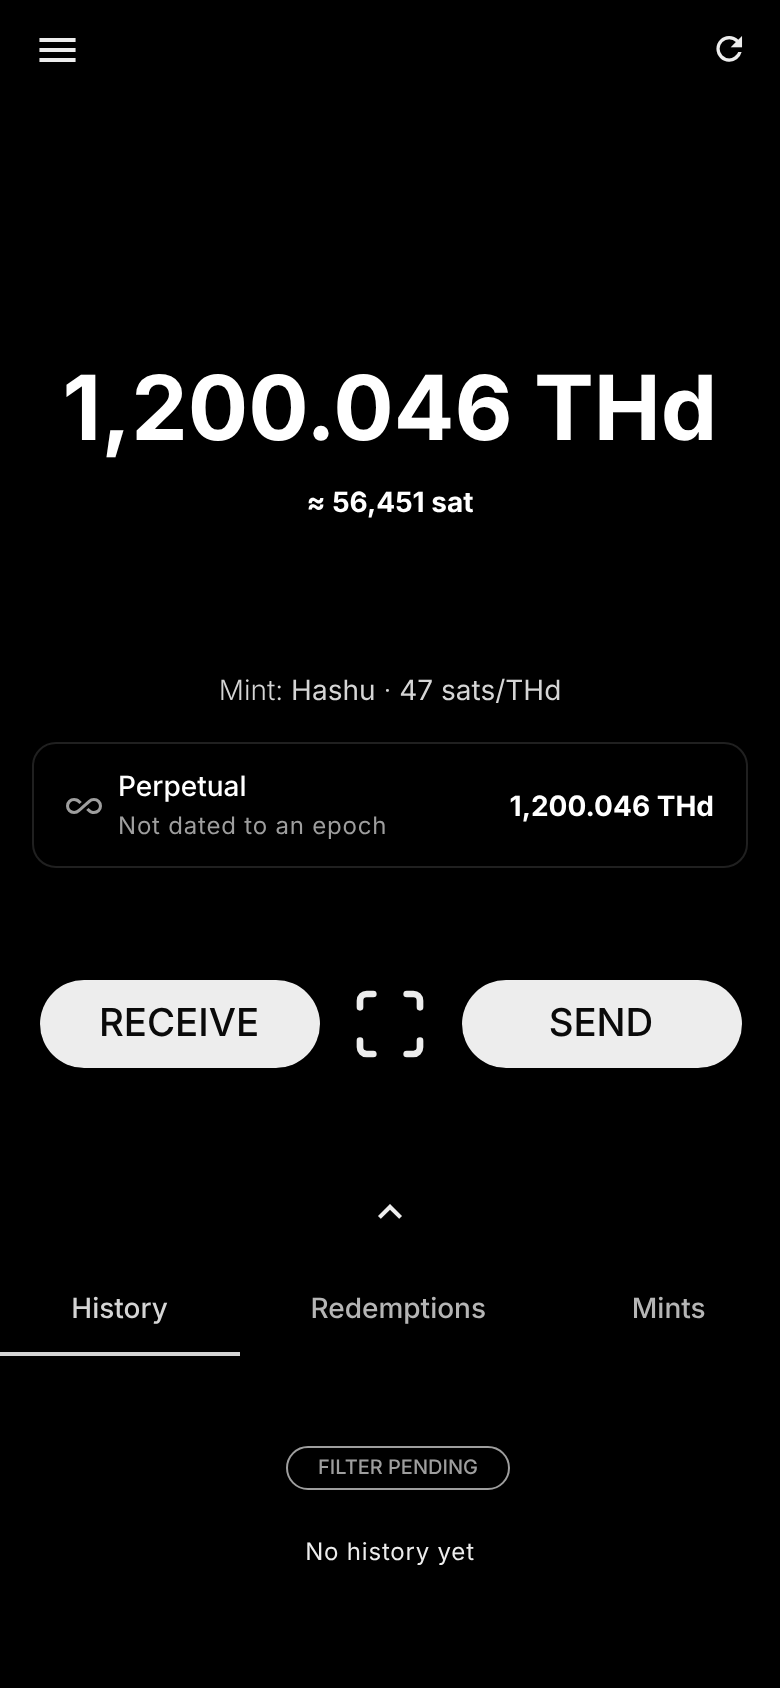 1,200.046 THd
≈ 56,451 sat
Mint: Hashu · 47 sats/THd
Perpetual
Not dated to an epoch
1,200.046 THd
RECEIVE
SEND
History
Redemptions
Mints
FILTER PENDING
No history yet